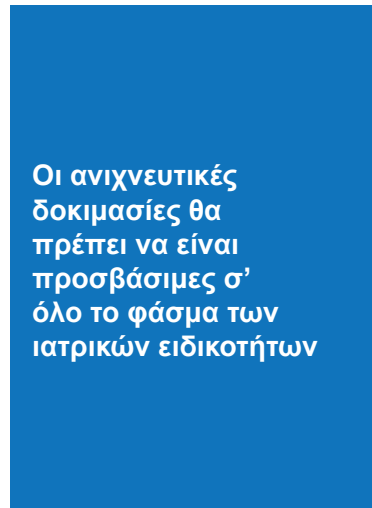 Οι ανιχνευτικές
δοκιμασίες θα
πρέπει να είναι
προσβάσιμες σ’
όλο το φάσμα των
ιατρικών ειδικοτήτων